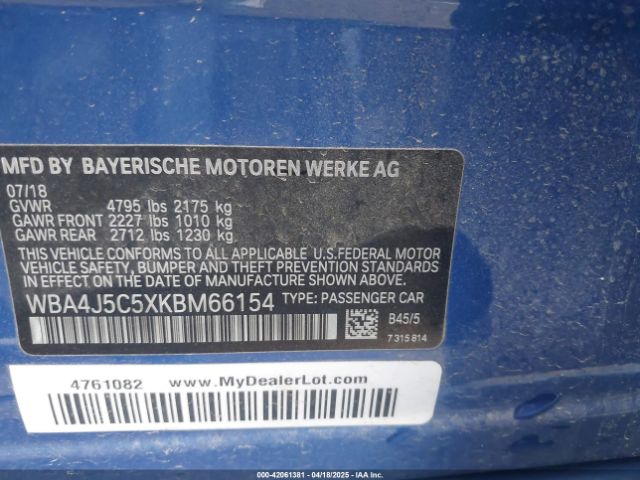 MFD BY BAYERISCHE MOTOREN WERKE AG
07/18
GVWR 4795 lbs 2175 kg
GAWR FRONT 2227 lbs 1010 kg
GAWR REAR 2712 lbs 1230 kg
THIS VEHICLE CONFORMS TO ALL APPLICABLE U.S.FEDERAL MOTOR
VEHICLE SAFETY, BUMPER AND THEFT PREVENTION STANDARDS IN
EFFECT ON THE DATE OF MANUFACTURE SHOWN ABOVE.
WBA4J5C5XKBM66154 TYPE: PASSENGER CAR
B45/5
7315814
4761082 www.MyDealerLot.com
000-42061381 - 04/18/2025 - IAA Inc.